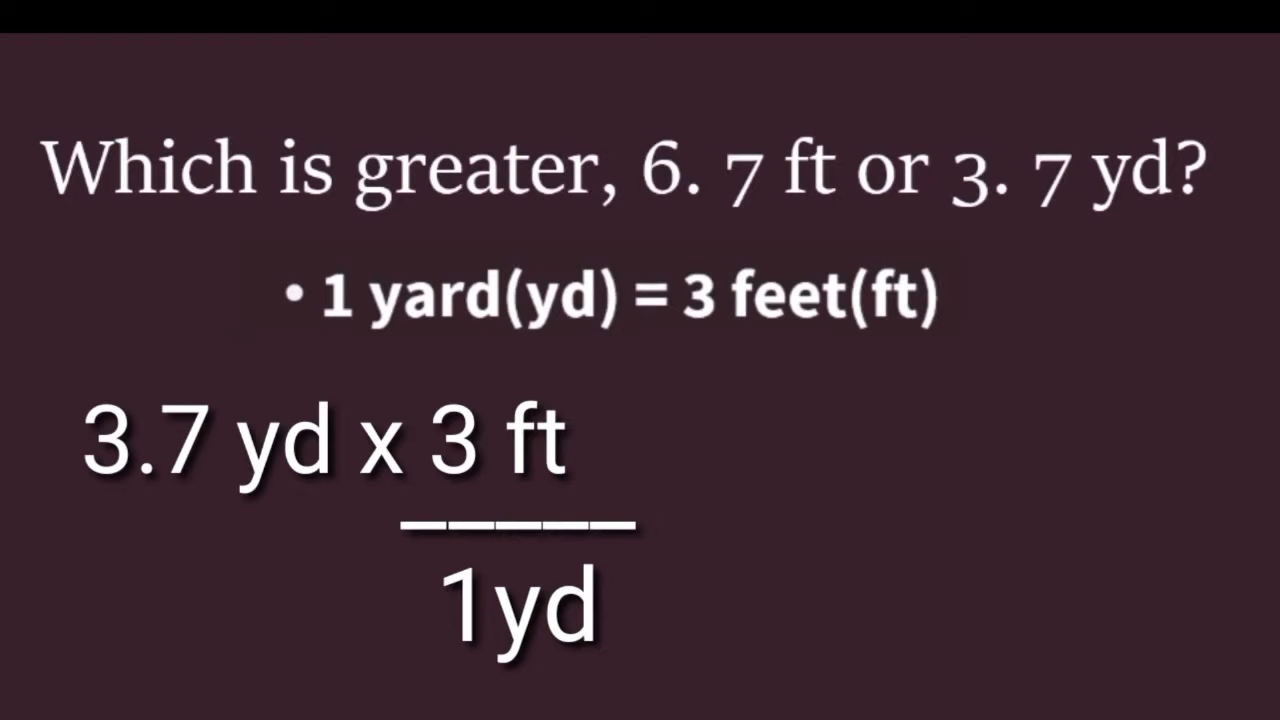 Which is greater, 6. 7 ft or 3. 7 yd?
• 1 yard(yd) = 3 feet(ft)
3.7 yd x 3 ft
_____
1yd